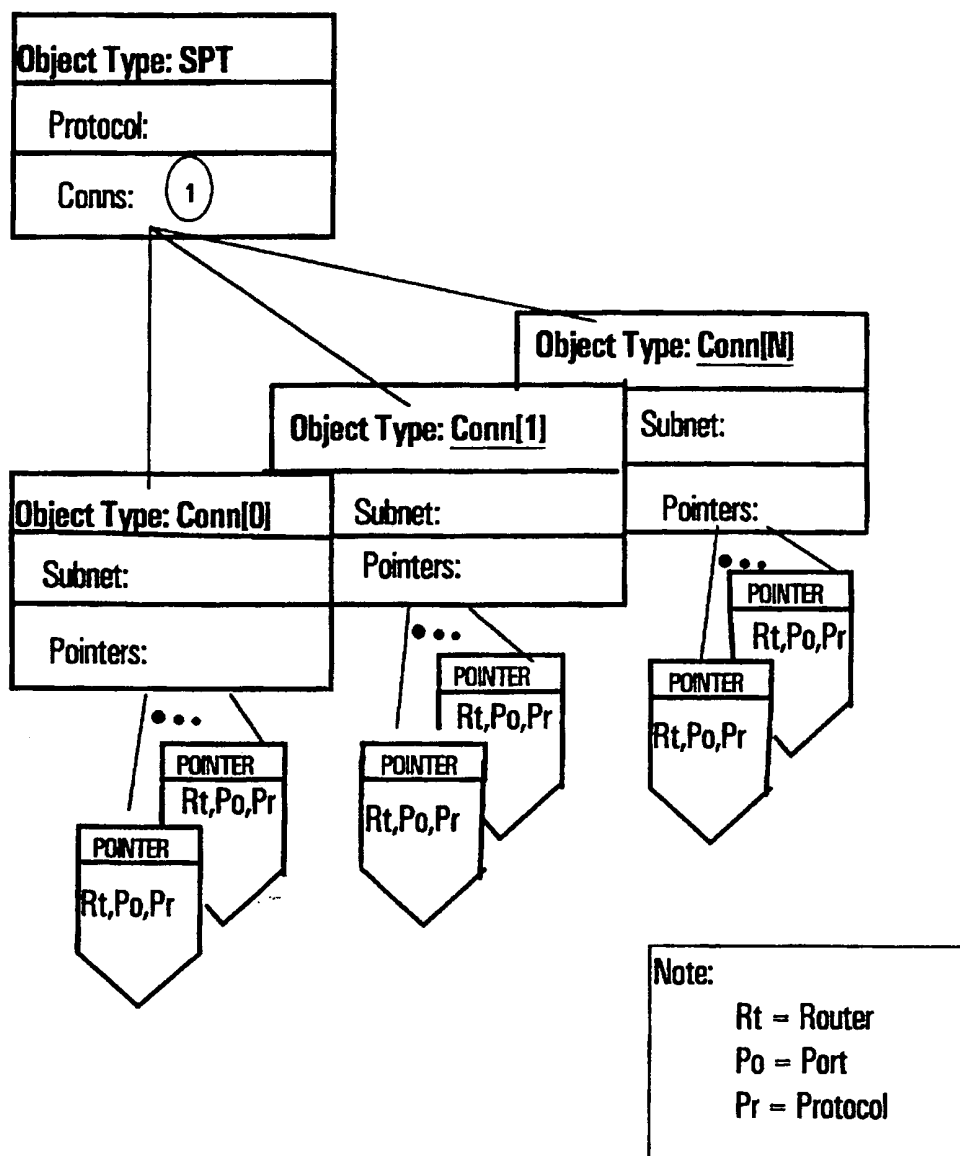 Object Type: SPT
Protocol:
Conns: 1
Object Type: Conn[N]
Subnet:
Pointers:
Object Type: Conn[1]
Subnet:
Pointers:
Object Type: Conn[0]
Subnet:
Pointers:
POINTER
Rt,Po,Pr
POINTER
Rt,Po,Pr
POINTER
Rt,Po,Pr
POINTER
Rt,Po,Pr
POINTER
Rt,Po,Pr
POINTER
Rt,Po,Pr
Note:
Rt = Router
Po = Port
Pr = Protocol